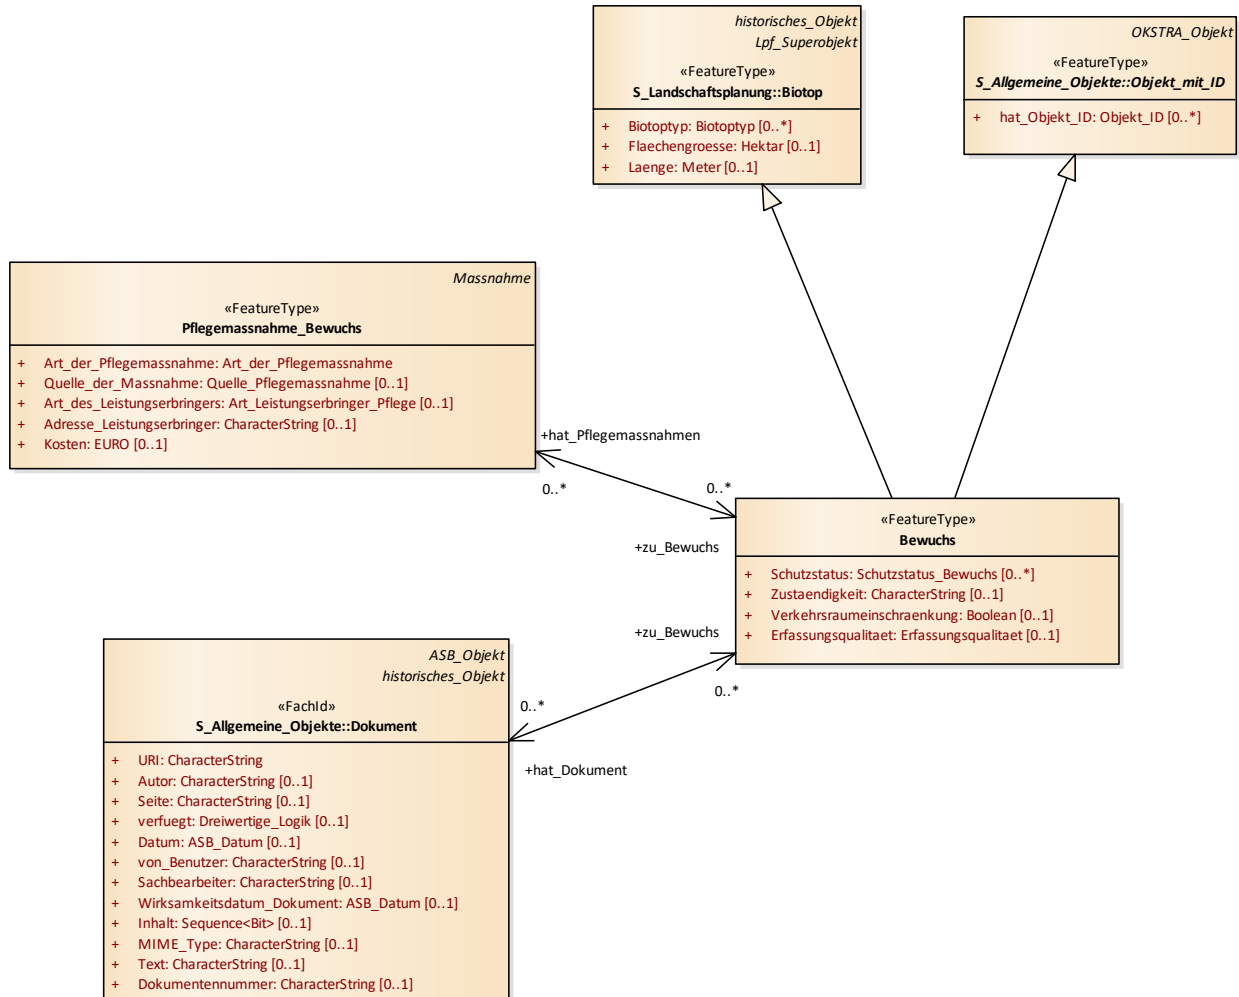 historisches_Objekt
Lpf_Superobjekt
«FeatureType»
S_Landschaftsplanung::Biotop
+ Biotoptyp: Biotoptyp [0..*]
+ Flaechengroesse: Hektar [0..1]
+ Laenge: Meter [0..1]
OKSTRA_Objekt
«FeatureType»
S_Allgemeine_Objekte::Objekt_mit_ID
+ hat_Objekt_ID: Objekt_ID [0..*]
Massnahme
«FeatureType»
Pflegemassnahme_Bewuchs
+ Art_der_Pflegemassnahme: Art_der_Pflegemassnahme
+ Quelle_der_Massnahme: Quelle_Pflegemassnahme [0..1]
+ Art_des_Leistungserbringers: Art_Leistungserbringer_Pflege [0..1]
+ Adresse_Leistungserbringer: CharacterString [0..1]
+ Kosten: EURO [0..1]
+hat_Pflegemassnahmen
0..*
0..*
+zu_Bewuchs
«FeatureType»
Bewuchs
+ Schutzstatus: Schutzstatus_Bewuchs [0..*]
+ Zustaendigkeit: CharacterString [0..1]
+ Verkehrsraumeinschraenkung: Boolean [0..1]
+ Erfassungsqualitaet: Erfassungsqualitaet [0..1]
+zu_Bewuchs
0..*
0..*
+hat_Dokument
ASB_Objekt
historisches_Objekt
«FachId»
S_Allgemeine_Objekte::Dokument
+ URI: CharacterString
+ Autor: CharacterString [0..1]
+ Seite: CharacterString [0..1]
+ verfuegt: Dreiwertige_Logik [0..1]
+ Datum: ASB_Datum [0..1]
+ von_Benutzer: CharacterString [0..1]
+ Sachbearbeiter: CharacterString [0..1]
+ Wirksamkeitsdatum_Dokument: ASB_Datum [0..1]
+ Inhalt: Sequence<Bit> [0..1]
+ MIME_Type: CharacterString [0..1]
+ Text: CharacterString [0..1]
+ Dokumentennummer: CharacterString [0..1]